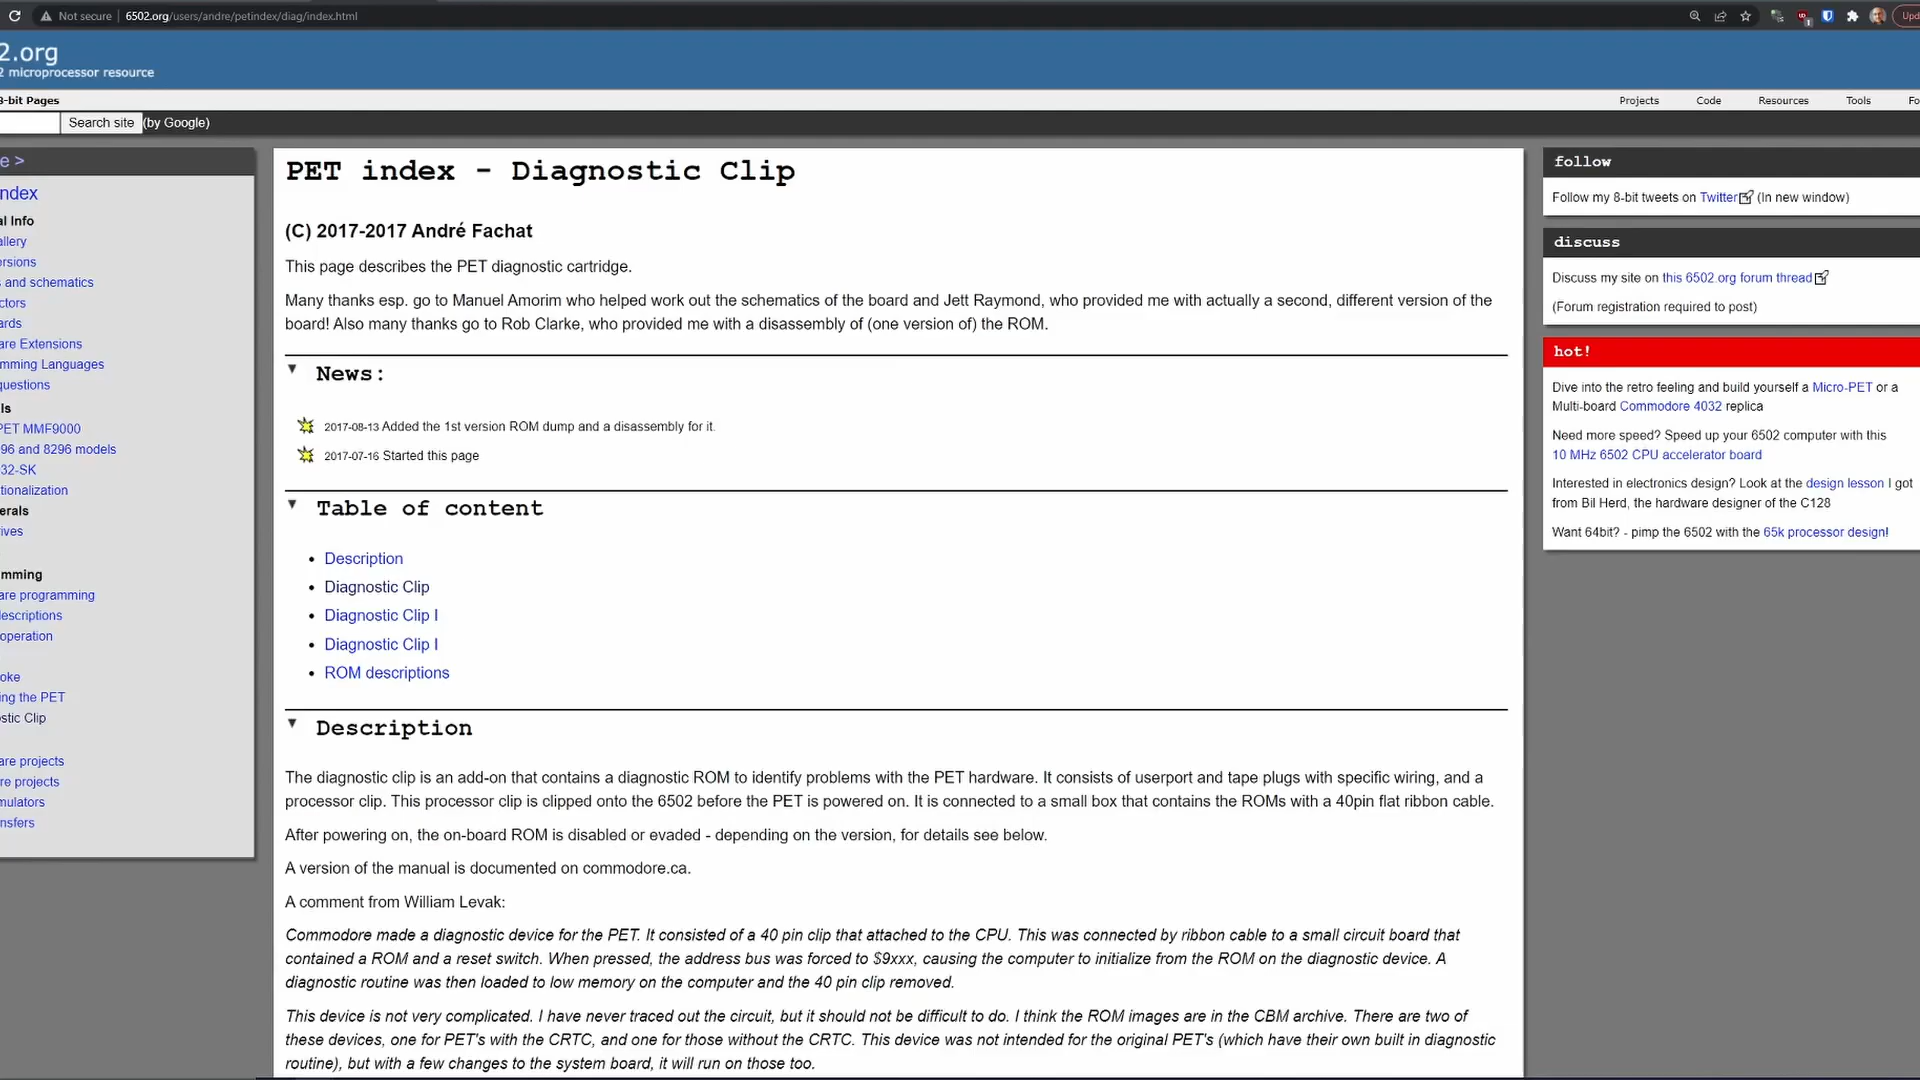 Not secure
6502.org/users/andre/petindex/diag/index.html
2.org
2 microprocessor resource
8-bit Pages
Projects
Code
Resources
Tools
Search site
(by Google)
e >
ndex
al Info
allery
ersions
s and schematics
ctors
ards
are Extensions
mming Languages
questions
ls
PET MMF9000
96 and 8296 models
32-SK
tionalization
erals
ives
mming
are programming
descriptions
operation
oke
ing the PET
stic Clip
are projects
re projects
mulators
nsfers
PET index - Diagnostic Clip
(C) 2017-2017 André Fachat
This page describes the PET diagnostic cartridge.
Many thanks esp. go to Manuel Amorim who helped work out the schematics of the board and Jett Raymond, who provided me with actually a second, different version of the
board! Also many thanks go to Rob Clarke, who provided me with a disassembly of (one version of) the ROM.
News:
2017-08-13 Added the 1st version ROM dump and a disassembly for it.
2017-07-16 Started this page
Table of content
• Description
• Diagnostic Clip
• Diagnostic Clip I
• Diagnostic Clip I
• ROM descriptions
Description
The diagnostic clip is an add-on that contains a diagnostic ROM to identify problems with the PET hardware. It consists of userport and tape plugs with specific wiring, and a
processor clip. This processor clip is clipped onto the 6502 before the PET is powered on. It is connected to a small box that contains the ROMs with a 40pin flat ribbon cable.
After powering on, the on-board ROM is disabled or evaded - depending on the version, for details see below.
A version of the manual is documented on commodore.ca.
A comment from William Levak:
Commodore made a diagnostic device for the PET. It consisted of a 40 pin clip that attached to the CPU. This was connected by ribbon cable to a small circuit board that
contained a ROM and a reset switch. When pressed, the address bus was forced to $9xxx, causing the computer to initialize from the ROM on the diagnostic device. A
diagnostic routine was then loaded to low memory on the computer and the 40 pin clip removed.
This device is not very complicated. I have never traced out the circuit, but it should not be difficult to do. I think the ROM images are in the CBM archive. There are two of
these devices, one for PET's with the CRTC, and one for those without the CRTC. This device was not intended for the original PET's (which have their own built in diagnostic
routine), but with a few changes to the system board, it will run on those too.
follow
Follow my 8-bit tweets on Twitter (In new window)
discuss
Discuss my site on this 6502.org forum thread
(Forum registration required to post)
hot!
Dive into the retro feeling and build yourself a Micro-PET or a
Multi-board Commodore 4032 replica
Need more speed? Speed up your 6502 computer with this
10 MHz 6502 CPU accelerator board
Interested in electronics design? Look at the design lesson I got
from Bil Herd, the hardware designer of the C128
Want 64bit? - pimp the 6502 with the 65k processor design!